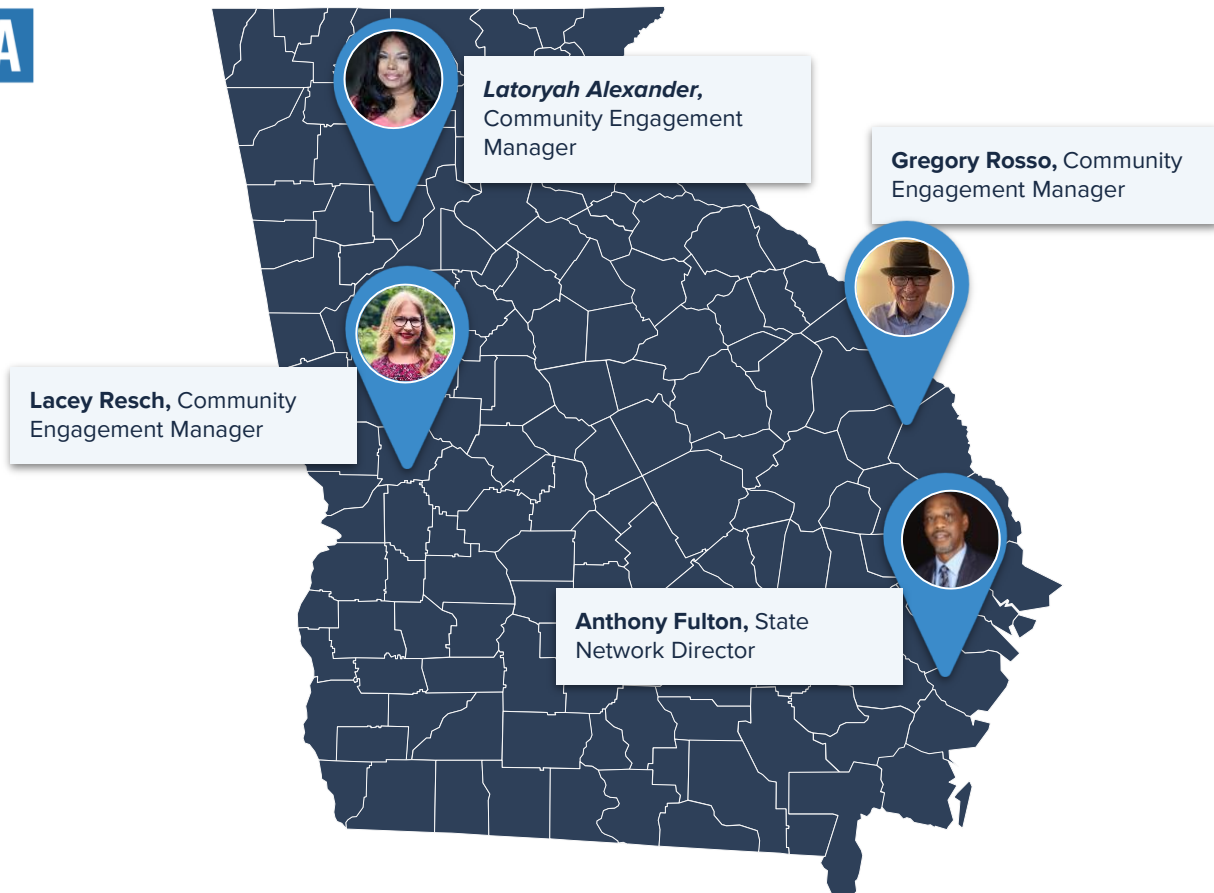 A
Latoryah Alexander,
Community Engagement
Manager
Gregory Rosso, Community
Engagement Manager
Lacey Resch, Community
Engagement Manager
Anthony Fulton, State
Network Director